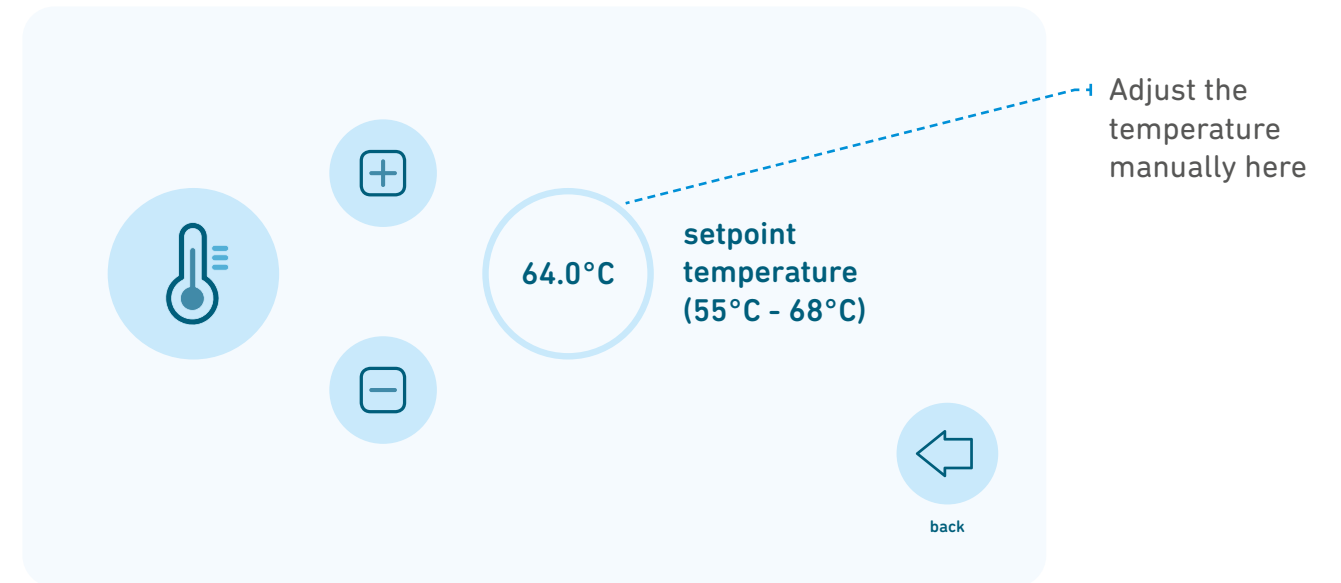 Adjust the
temperature
manually here
64.0°C
setpoint
temperature
(55°C - 68°C)
back